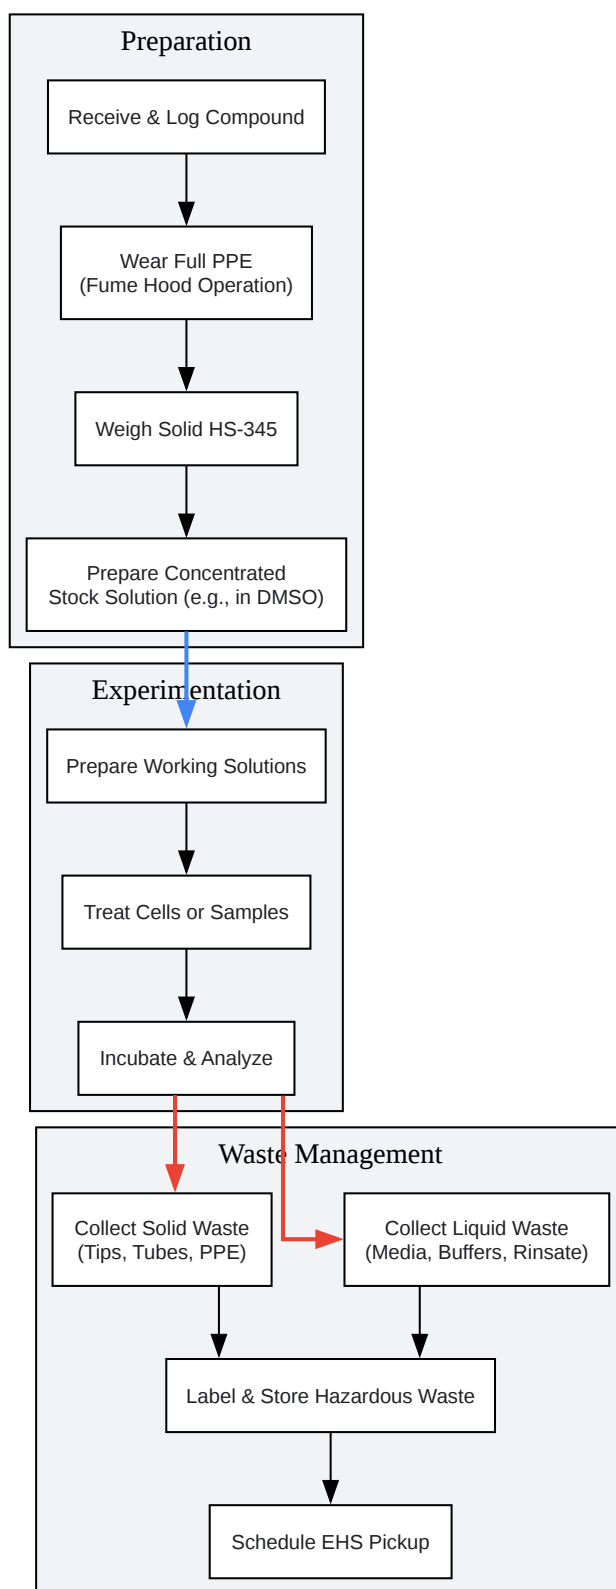 Preparation
Receive & Log Compound
Wear Full PPE
(Fume Hood Operation)
Weigh Solid HS-345
Prepare Concentrated
Stock Solution (e.g., in DMSO)
Experimentation
Prepare Working Solutions
Treat Cells or Samples
Incubate & Analyze
Waste Management
Collect Solid Waste
(Tips, Tubes, PPE)
Collect Liquid Waste
(Media, Buffers, Rinsate)
Label & Store Hazardous Waste
Schedule EHS Pickup